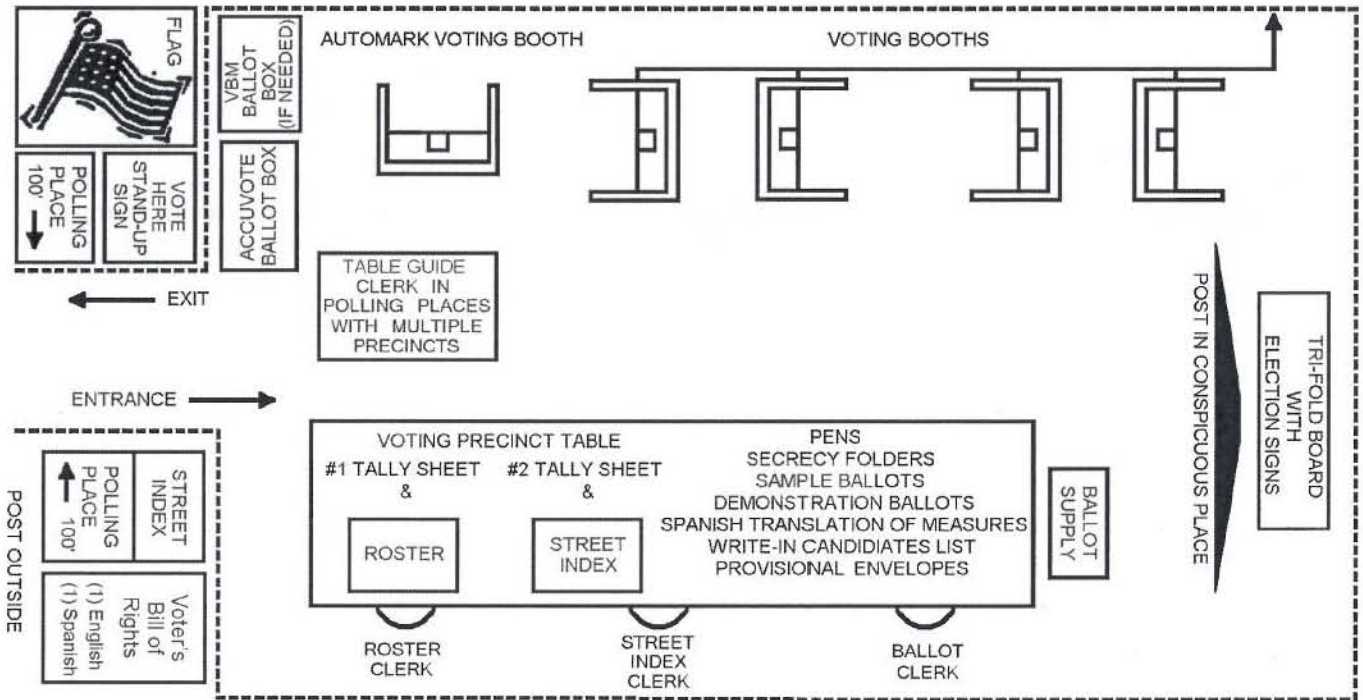 FLAG
VBM
BALLOT
BOX
(IF NEEDED)
AUTOMARK VOTING BOOTH
VOTING BOOTHS
POLLING
PLACE
100'
VOTE
HERE
STAND-UP
SIGN
ACCUVOTE
BALLOT BOX
EXIT
TABLE GUIDE
CLERK IN
POLLING PLACES
WITH MULTIPLE
PRECINCTS
POST IN CONSPICUOUS PLACE
TRI-FOLD BOARD
WITH
ELECTION SIGNS
ENTRANCE
VOTING PRECINCT TABLE
#1 TALLY SHEET
&
ROSTER
#2 TALLY SHEET
&
STREET
INDEX
PENS
SECRECY FOLDERS
SAMPLE BALLOTS
DEMONSTRATION BALLOTS
SPANISH TRANSLATION OF MEASURES
WRITE-IN CANDIDIATES LIST
PROVISIONAL ENVELOPES
BALLOT
SUPPLY
ROSTER
CLERK
STREET
INDEX
CLERK
BALLOT
CLERK
POST OUTSIDE
POLLING
PLACE
100'
STREET
INDEX
Voter's
Bill of
Rights
(1) English
(1) Spanish